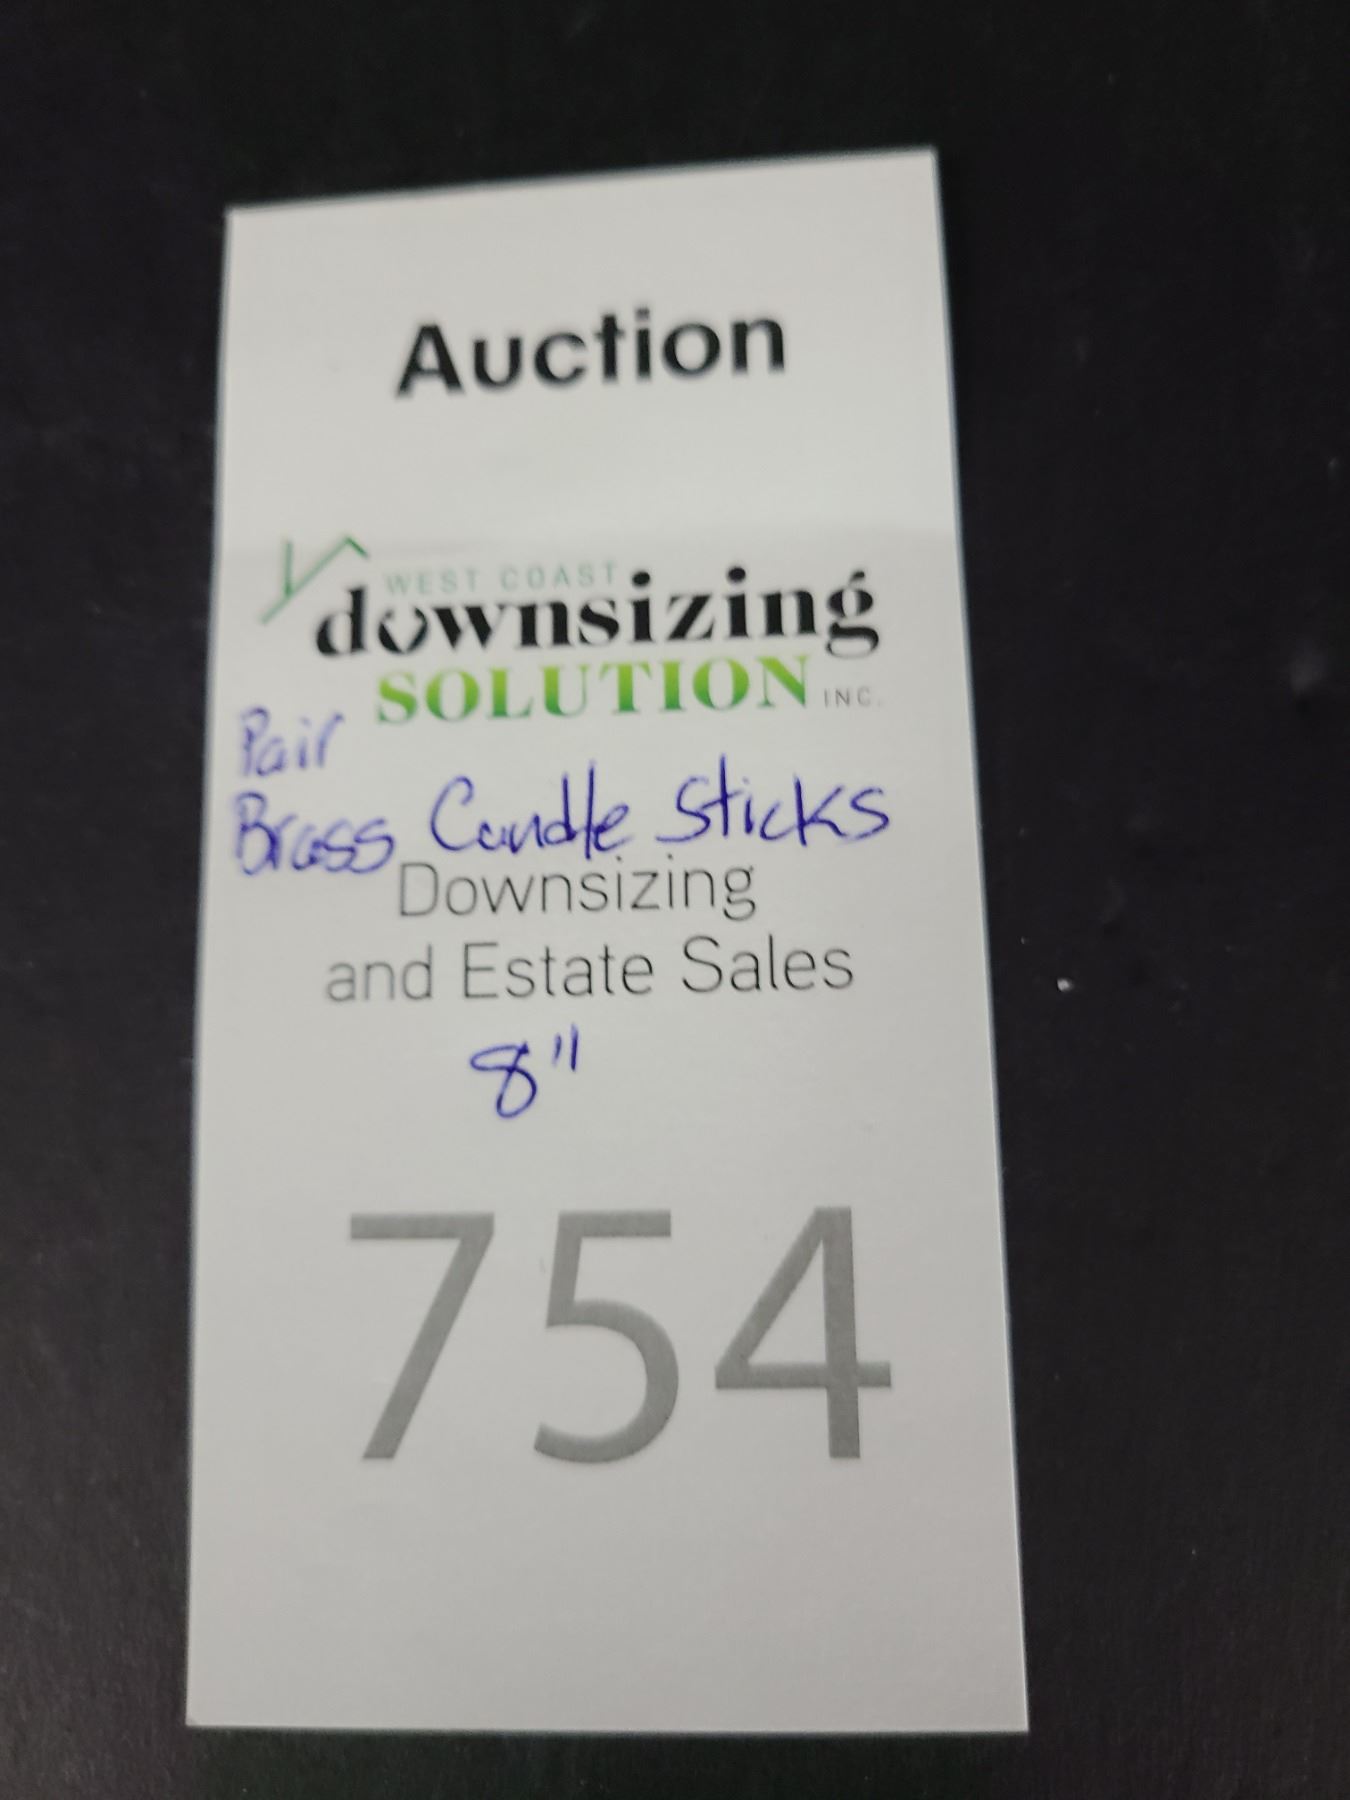 Auction
WEST COAST
downsizing
SOLUTION INC.
Pair
Brass Candle Sticks
Downsizing
and Estate Sales
8"
754